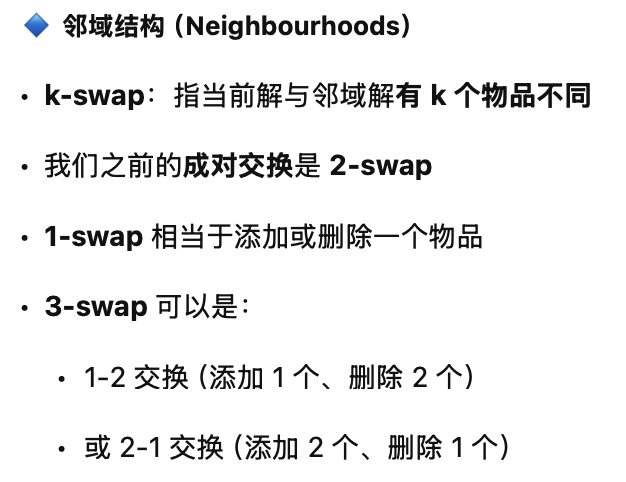 🔷 邻域结构（Neighbourhoods）
• k-swap：指当前解与邻域解有 k 个物品不同
• 我们之前的成对交换是 2-swap
• 1-swap 相当于添加或删除一个物品
• 3-swap 可以是：
• 1-2 交换（添加 1 个、删除 2 个）
• 或 2-1 交换（添加 2 个、删除 1 个）